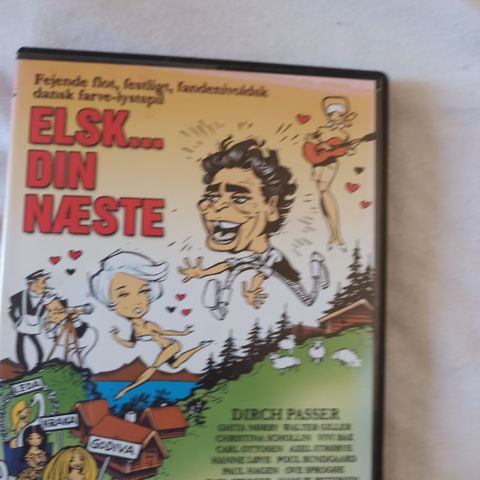 Fejende flot, festligt, fandenivoldsk
dansk farve-lystspil
ELSK...
DIN
NÆSTE
LEDA
KRAKA
GODIVA
DIRCH PASSER
GHITA NØRBY WALTER GILLER
CHRISTINA SCHOLLIN VIVI BAK
CARL OTTOSEN AXEL STRØBYE
HANNE LØYE POUL BUNDGAARD
PAUL HAGEN OVE SPROGØE